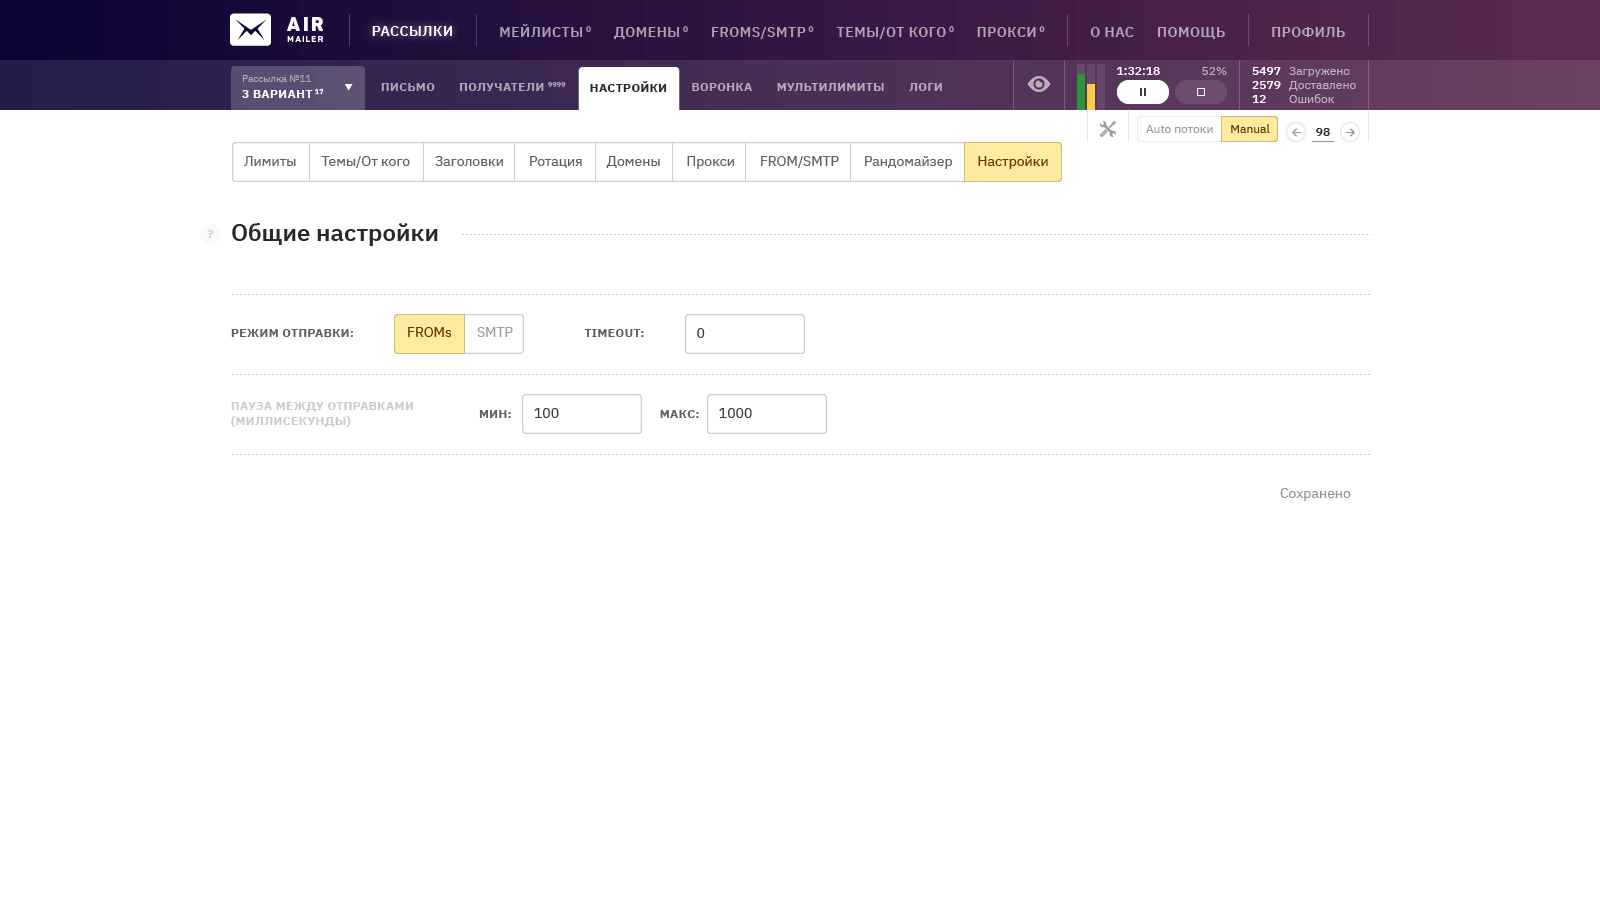 AIR
MAILER
РАССЫЛКИ
МЕЙЛИСТЫ 0
ДОМЕНЫ 0
FROMS/SMTP 0
ТЕМЫ/ОТ КОГО 0
ПРОКСИ 0
О НАС
ПОМОЩЬ
ПРОФИЛЬ
Рассылка №11
3 ВАРИАНТ 17
ПИСЬМО
ПОЛУЧАТЕЛИ 9999
НАСТРОЙКИ
ВОРОНКА
МУЛЬТИЛИМИТЫ
ЛОГИ
1:32:18 52%
5497 Загружено
2579 Доставлено
12 Ошибок
Auto потоки
Manual
98
Лимиты
Темы/От кого
Заголовки
Ротация
Домены
Прокси
FROM/SMTP
Рандомайзер
Настройки
?
Общие настройки
РЕЖИМ ОТПРАВКИ:
FROMs
SMTP
TIMEOUT:
0
ПАУЗА МЕЖДУ ОТПРАВКАМИ
(МИЛЛИСЕКУНДЫ)
МИН:
100
МАКС:
1000
Сохранено